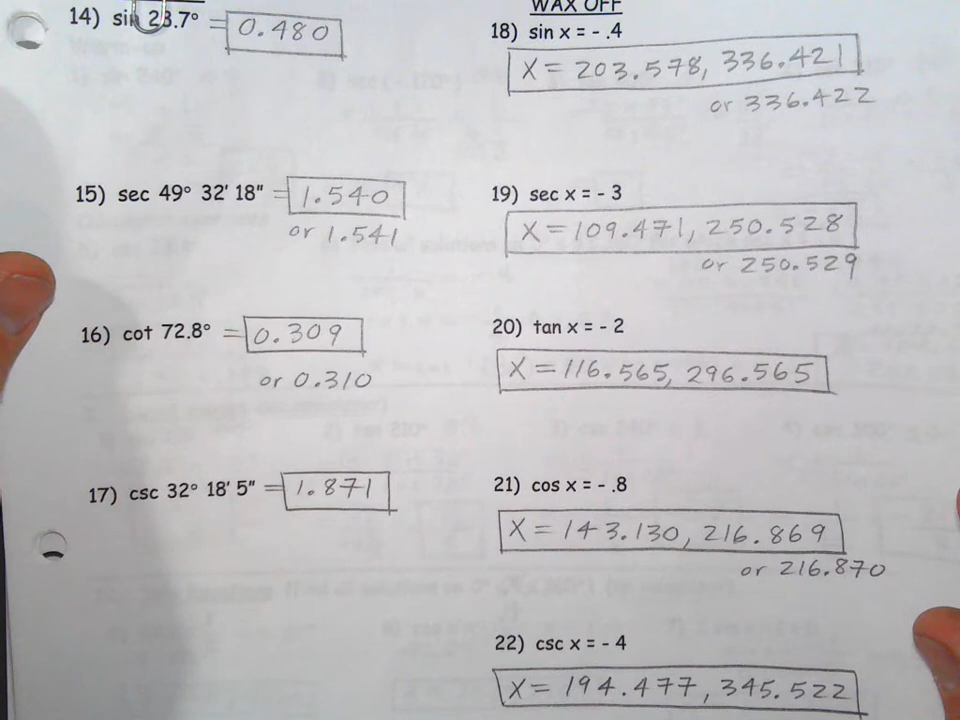 14) sin 28.7° = 0.480
15) sec 49° 32' 18" = 1.540
or 1.541
16) cot 72.8° = 0.309
or 0.310
17) csc 32° 18' 5" = 1.871
WAX OFF
18) sin x = - .4
X = 203.578, 336.421
or 336.422
19) sec x = - 3
X = 109.471, 250.528
or 250.529
20) tan x = - 2
X = 116.565, 296.565
21) cos x = - .8
X = 143.130, 216.869
or 216.870
22) csc x = - 4
X = 194.477, 345.522